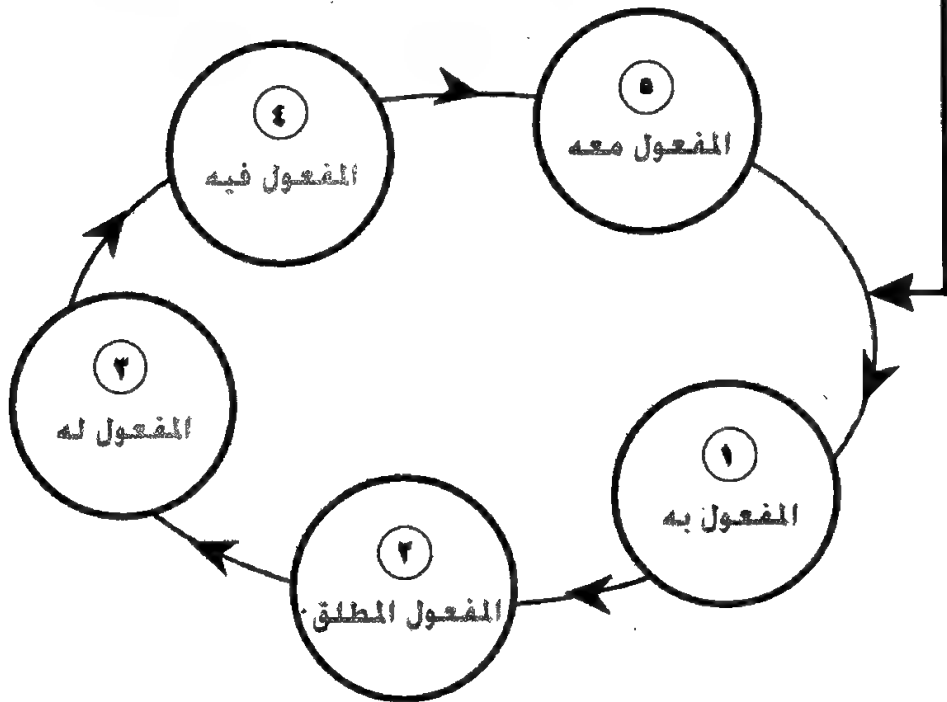 ١
المفعول به
٢
المفعول المطلق
٣
المفعول له
٤
المفعول فيه
٥
المفعول معه